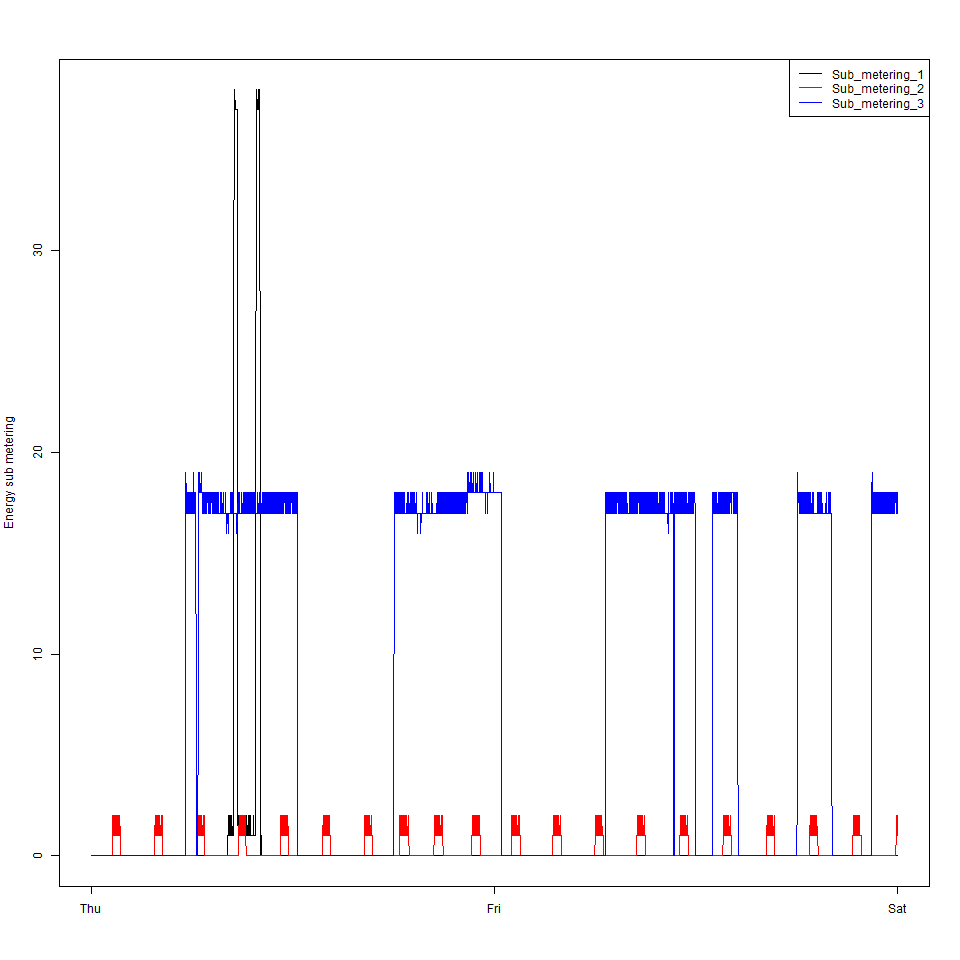 Sub_metering_1
Sub_metering_2
Sub_metering_3
Energy sub metering
30
20
10
0
Thu
Fri
Sat